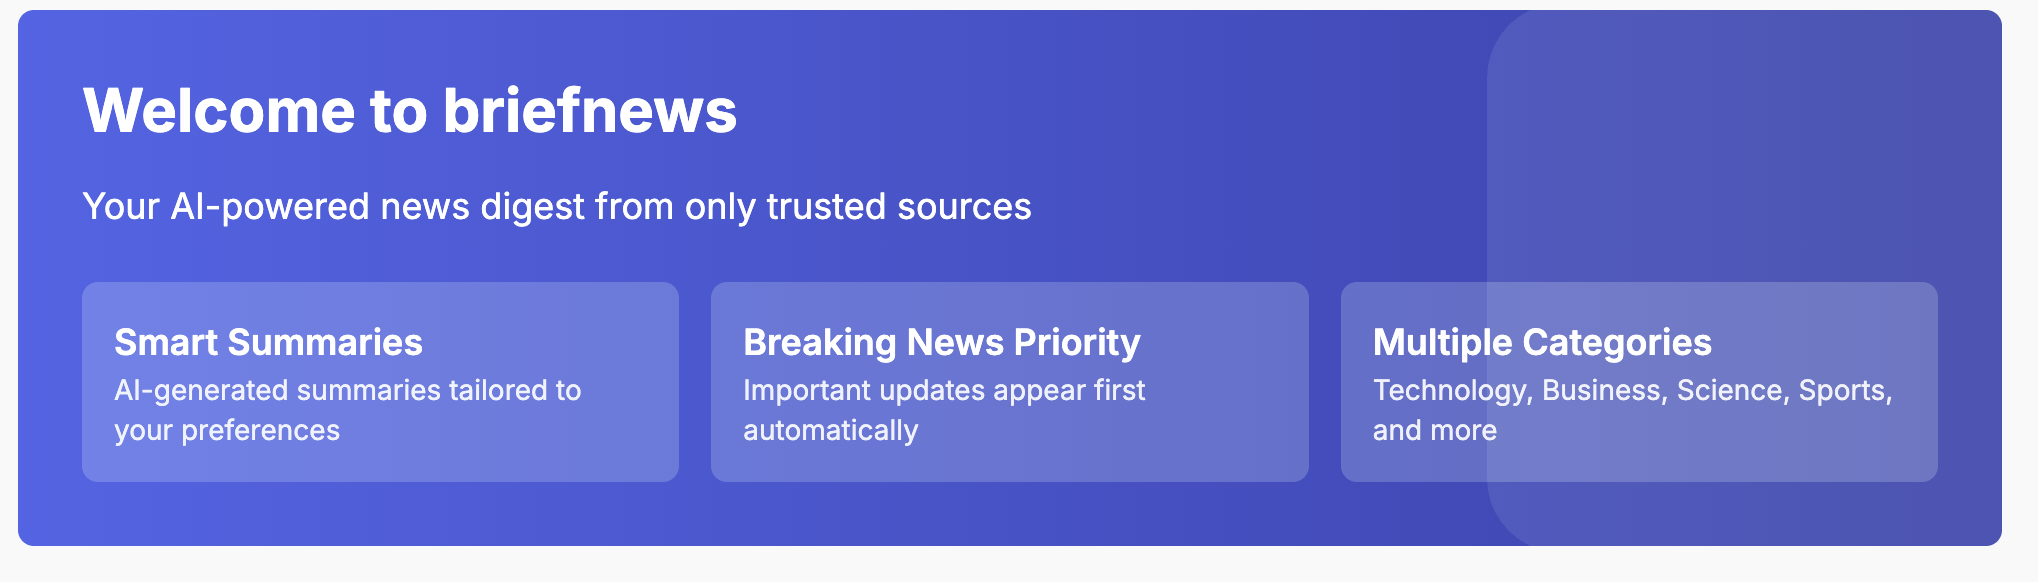 Welcome to briefnews
Your AI-powered news digest from only trusted sources
Smart Summaries
AI-generated summaries tailored to
your preferences
Breaking News Priority
Important updates appear first
automatically
Multiple Categories
Technology, Business, Science, Sports,
and more